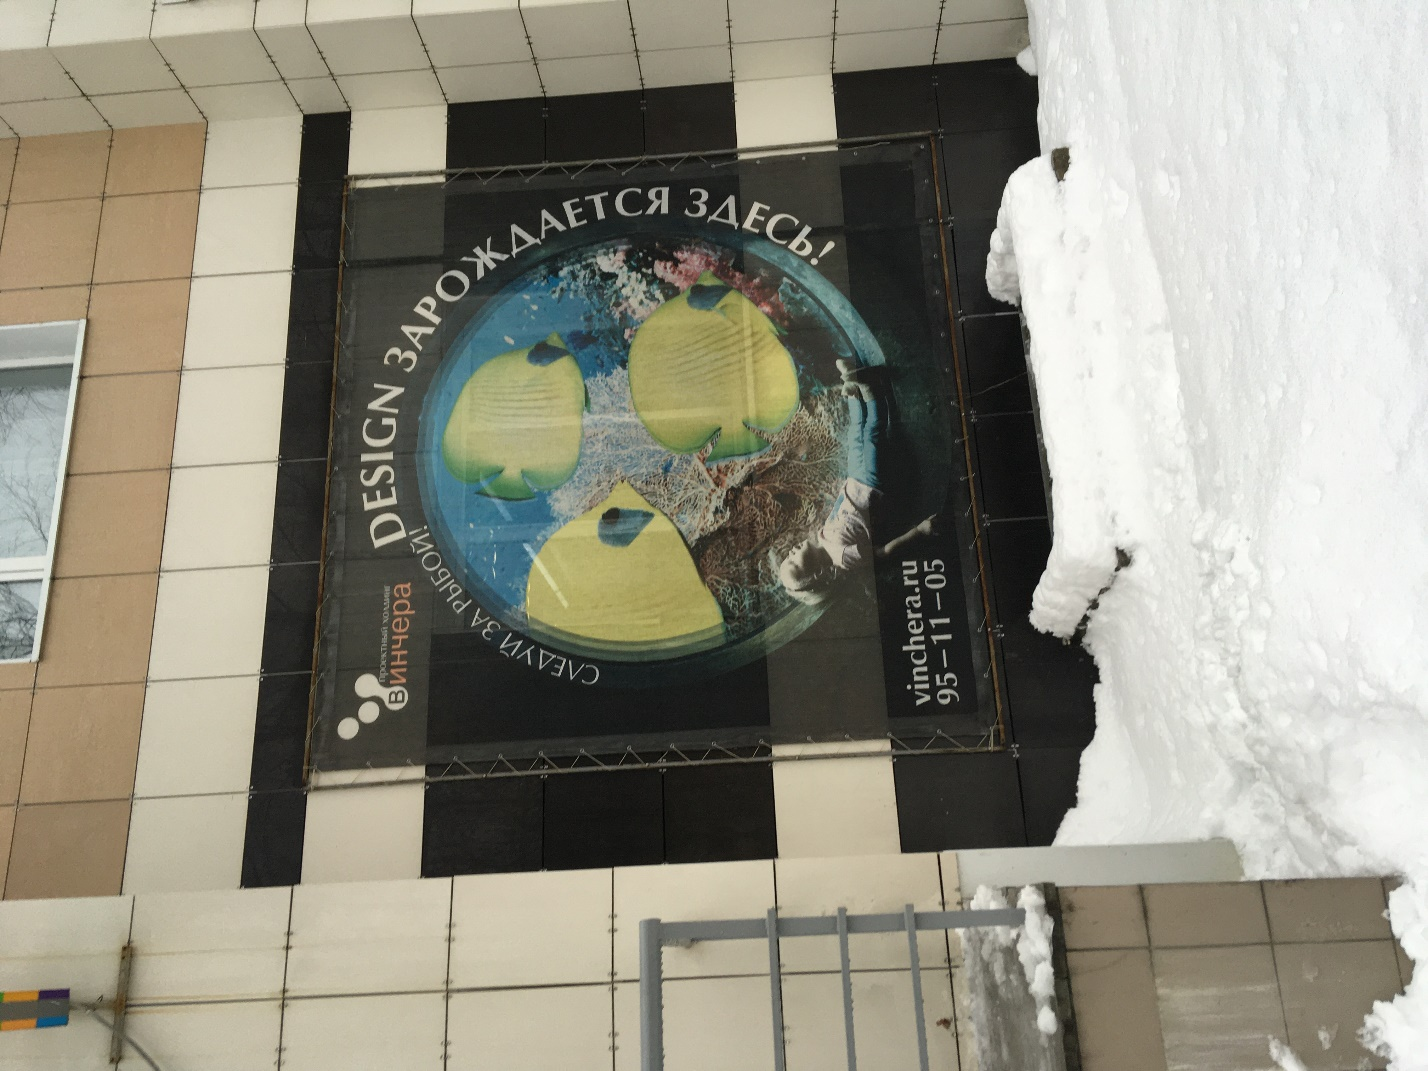 проектный холдинг
винчера
DESIGN ЗАРОЖДАЕТСЯ ЗДЕСЬ!
СЛЕДУЙ ЗА РЫБОЙ!
vinchera.ru
95-11-05